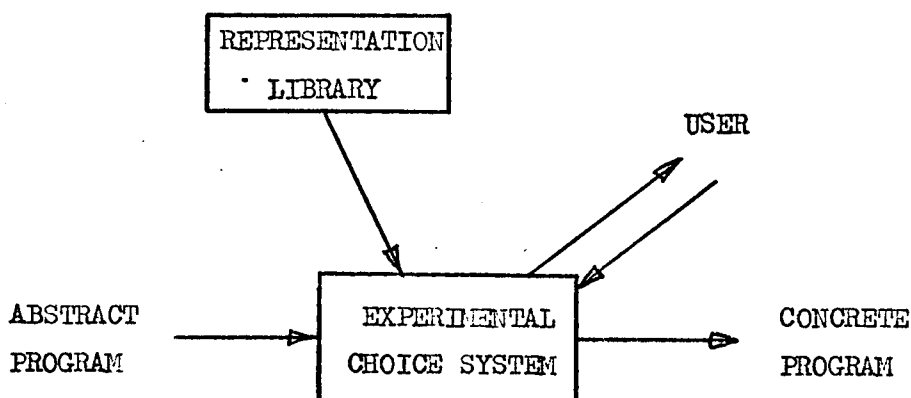 REPRESENTATION
LIBRARY
USER
ABSTRACT
PROGRAM
EXPERIMENTAL
CHOICE SYSTEM
CONCRETE
PROGRAM